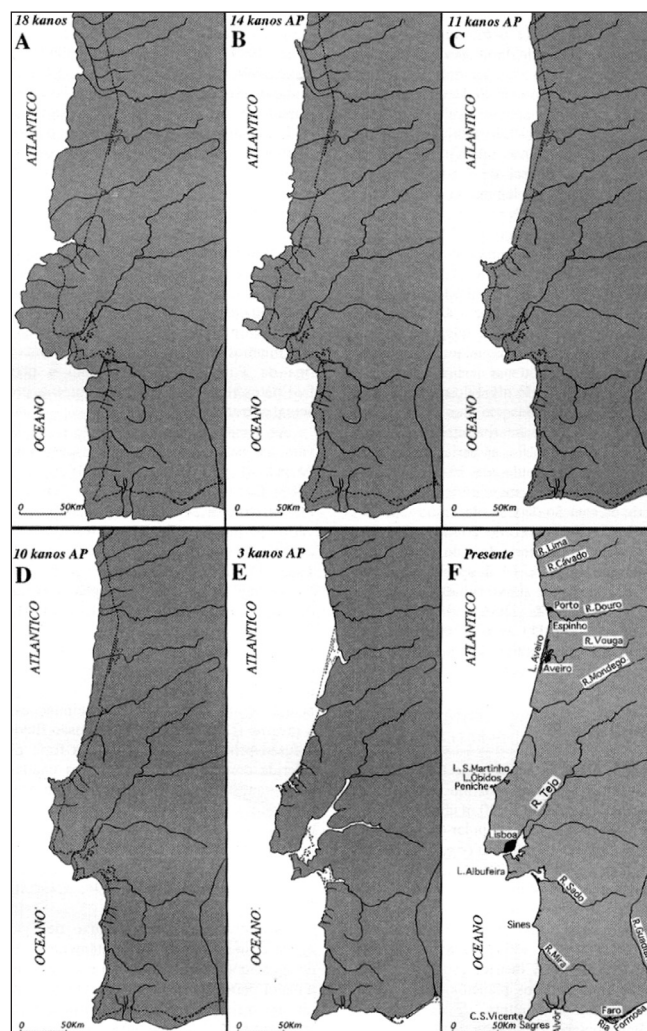 18 kanos AP
A
ATLANTICO
OCEANO
0 50Km
14 kanos AP
B
ATLANTICO
OCEANO
0 50Km
11 kanos AP
C
ATLANTICO
OCEANO
0 50Km
10 kanos AP
D
ATLANTICO
OCEANO
0 50Km
3 kanos AP
E
ATLANTICO
OCEANO
0 50Km
Presente
F
R. Lima
R. Cávado
Porto
R. Douro
Espinho
R. Vouga
L. Aveiro
Aveiro
R. Mondego
ATLANTICO
L. S. Martinho
L. Óbidos
Peniche
R. Tejo
Lisboa
L. Albufeira
R. Sado
Sines
OCEANO
R. Mira
C. S. Vicente
Faro
0 50Km
Sagres